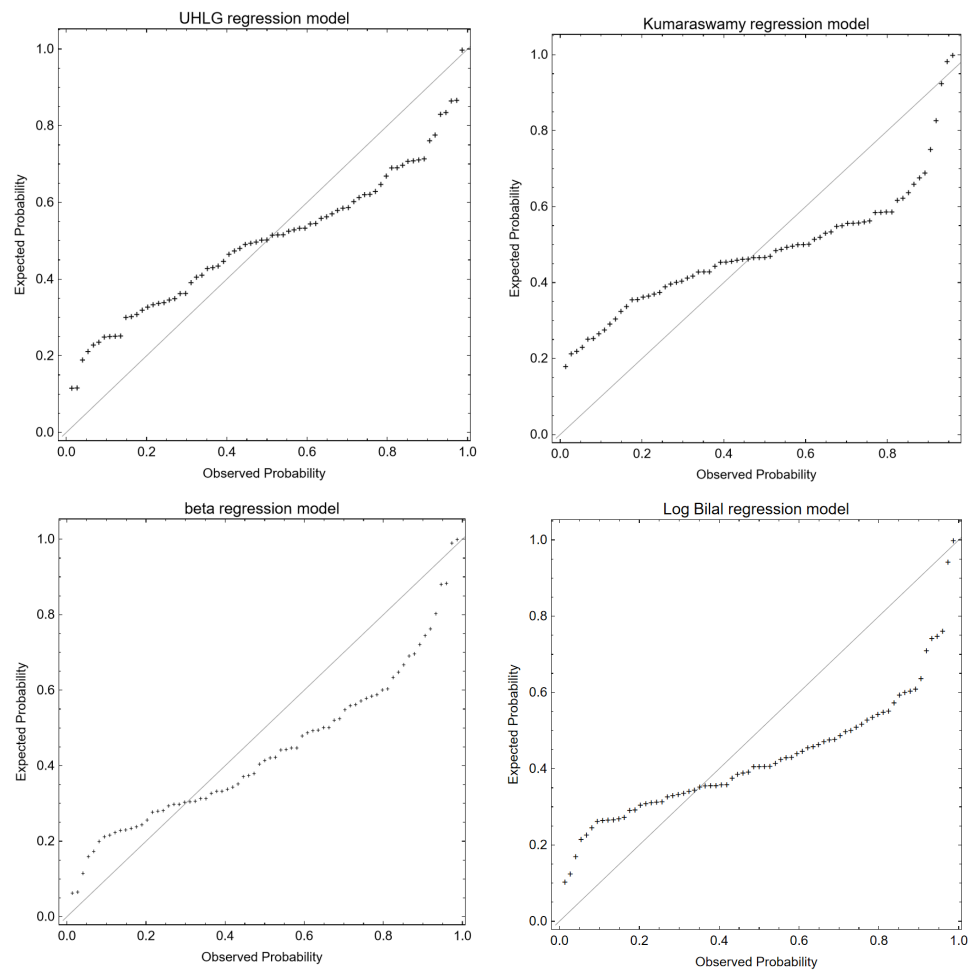 UHLG regression model
1.0
0.8
0.6
0.4
0.2
0.0
Expected Probability
0.0 0.2 0.4 0.6 0.8 1.0
Observed Probability
Kumaraswamy regression model
1.0
0.8
0.6
0.4
0.2
0.0
Expected Probability
0.0 0.2 0.4 0.6 0.8
Observed Probability
beta regression model
1.0
0.8
0.6
0.4
0.2
0.0
Expected Probability
0.0 0.2 0.4 0.6 0.8 1.0
Observed Probability
Log Bilal regression model
1.0
0.8
0.6
0.4
0.2
0.0
Expected Probability
0.0 0.2 0.4 0.6 0.8 1.0
Observed Probability